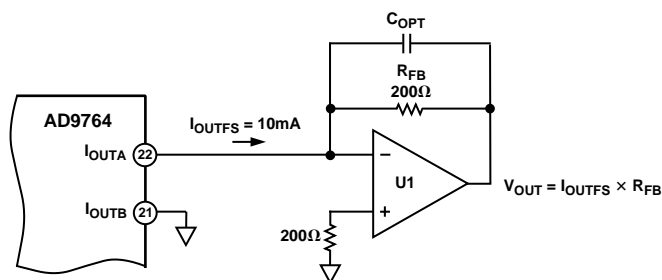 C_OPT
R_FB
200Ω
AD9764
I_OUTFS = 10mA
I_OUTA
22
U1
V_OUT = I_OUTFS × R_FB
I_OUTB
21
200Ω
−
+